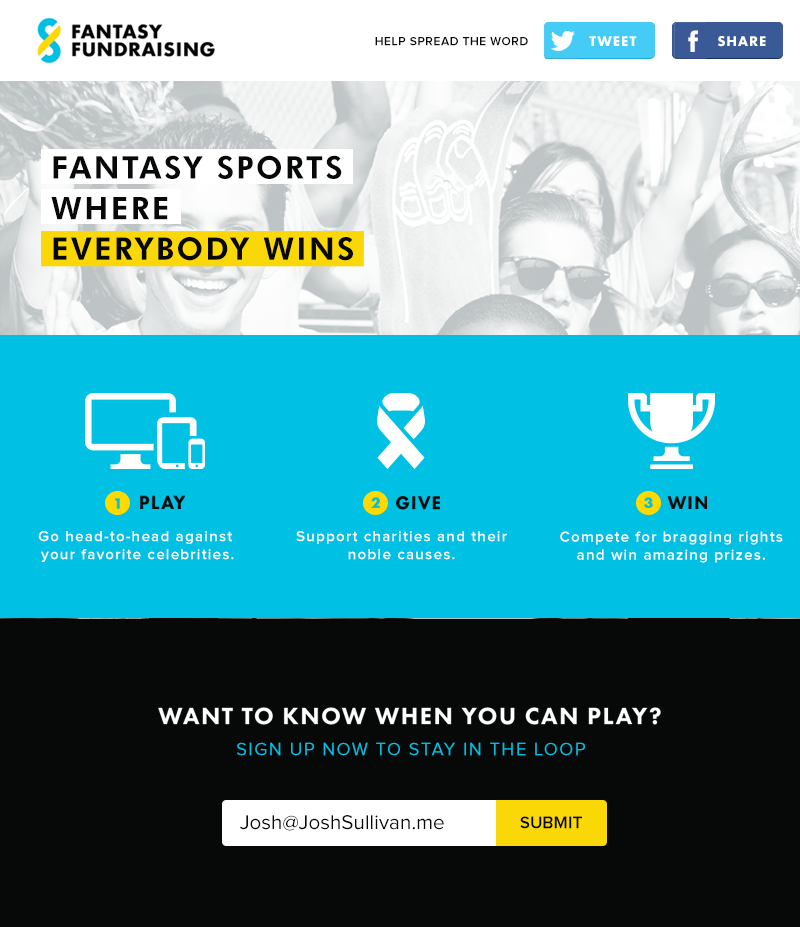 FANTASY
FUNDRAISING
HELP SPREAD THE WORD
TWEET
f SHARE
FANTASY SPORTS
WHERE
EVERYBODY WINS
1 PLAY
Go head-to-head against
your favorite celebrities.
2 GIVE
Support charities and their
noble causes.
3 WIN
Compete for bragging rights
and win amazing prizes.
WANT TO KNOW WHEN YOU CAN PLAY?
SIGN UP NOW TO STAY IN THE LOOP
Josh@JoshSullivan.me
SUBMIT